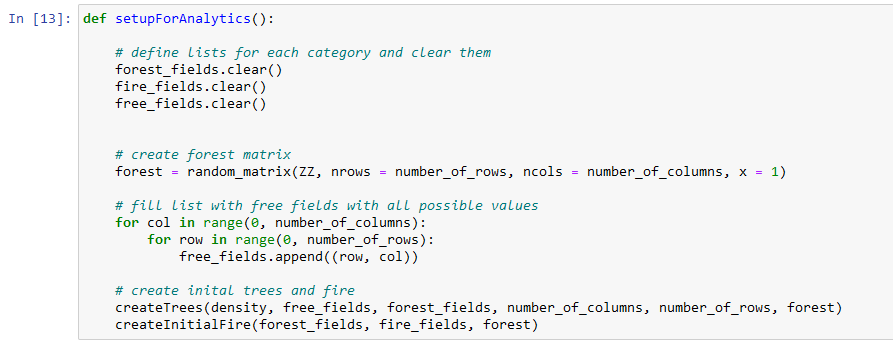 In [13]: def setupForAnalytics():
# define lists for each category and clear them
forest_fields.clear()
fire_fields.clear()
free_fields.clear()
# create forest matrix
forest = random_matrix(ZZ, nrows = number_of_rows, ncols = number_of_columns, x = 1)
# fill list with free fields with all possible values
for col in range(0, number_of_columns):
for row in range(0, number_of_rows):
free_fields.append((row, col))
# create inital trees and fire
createTrees(density, free_fields, forest_fields, number_of_columns, number_of_rows, forest)
createInitialFire(forest_fields, fire_fields, forest)